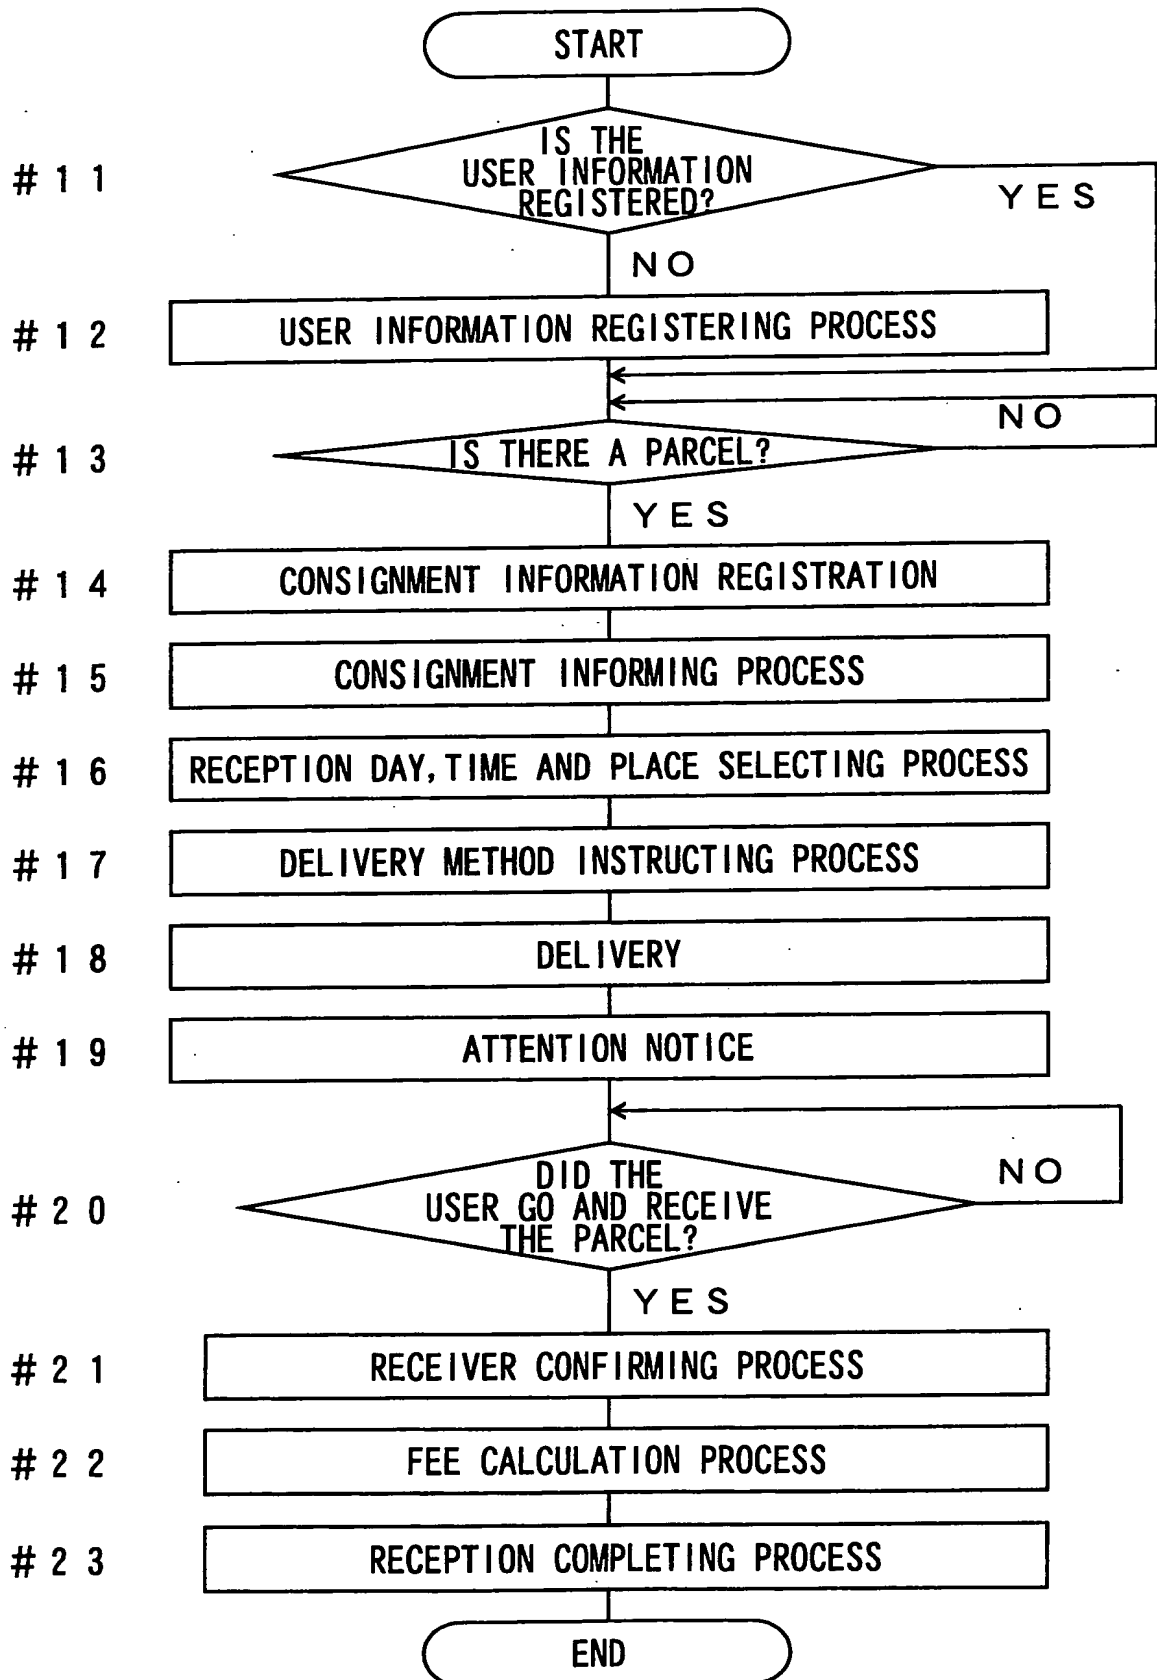 START
#11
IS THE
USER INFORMATION
REGISTERED?
YES
NO
#12
USER INFORMATION REGISTERING PROCESS
NO
#13
IS THERE A PARCEL?
YES
#14
CONSIGNMENT INFORMATION REGISTRATION
#15
CONSIGNMENT INFORMING PROCESS
#16
RECEPTION DAY, TIME AND PLACE SELECTING PROCESS
#17
DELIVERY METHOD INSTRUCTING PROCESS
#18
DELIVERY
#19
ATTENTION NOTICE
#20
DID THE
USER GO AND RECEIVE
THE PARCEL?
NO
YES
#21
RECEIVER CONFIRMING PROCESS
#22
FEE CALCULATION PROCESS
#23
RECEPTION COMPLETING PROCESS
END